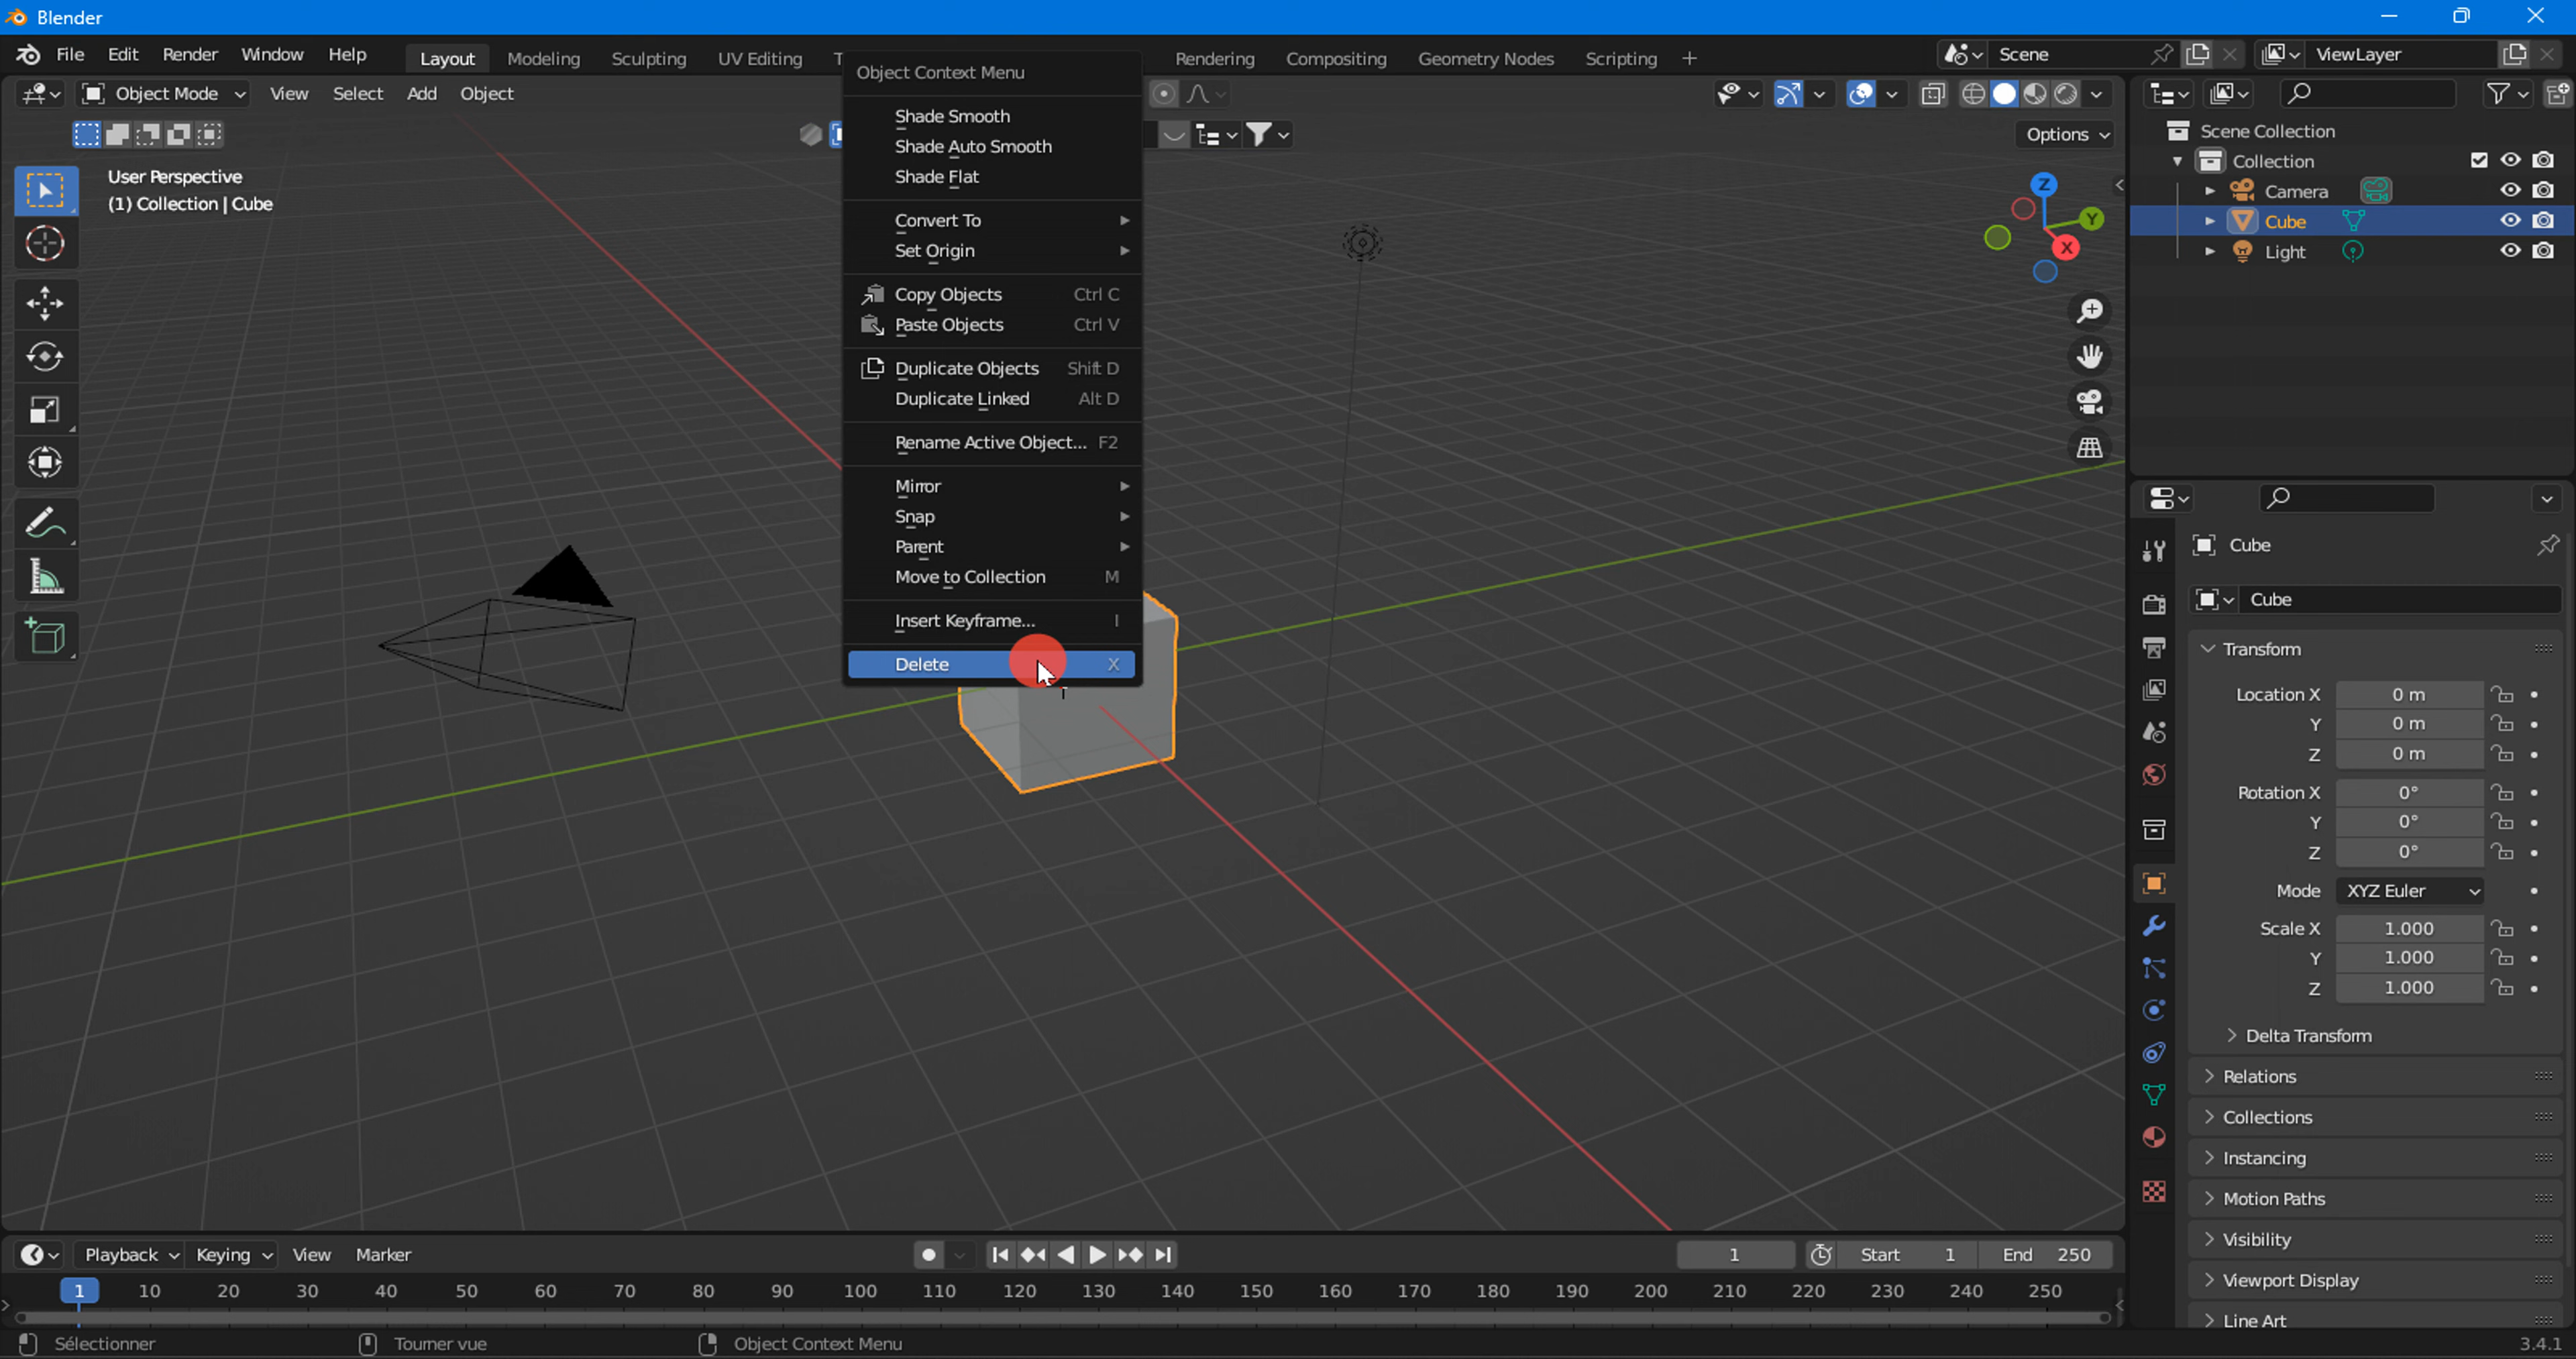 Blender
File Edit Render Window Help Layout Modeling Sculpting UV Editing Rendering Compositing Geometry Nodes Scripting + Scene ViewLayer
Object Mode View Select Add Object
Options
User Perspective
(1) Collection | Cube
Object Context Menu
Shade Smooth
Shade Auto Smooth
Shade Flat
Convert To
Set Origin
Copy Objects Ctrl C
Paste Objects Ctrl V
Duplicate Objects Shift D
Duplicate Linked Alt D
Rename Active Object... F2
Mirror
Snap
Parent
Move to Collection M
Insert Keyframe... I
Delete X
Z
Y
X
Scene Collection
Collection
Camera
Cube
Light
Cube
Cube
Transform
Location X 0 m
Y 0 m
Z 0 m
Rotation X 0°
Y 0°
Z 0°
Mode XYZ Euler
Scale X 1.000
Y 1.000
Z 1.000
Delta Transform
Relations
Collections
Instancing
Motion Paths
Visibility
Viewport Display
Line Art
Playback Keying View Marker 1 Start 1 End 250
1 10 20 30 40 50 60 70 80 90 100 110 120 130 140 150 160 170 180 190 200 210 220 230 240 250
Sélectionner Tourner vue Object Context Menu 3.4.1